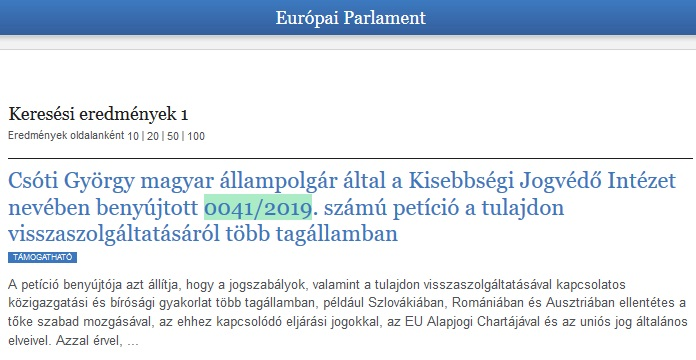 Európai Parlament
Keresési eredmények 1
Eredmények oldalanként 10 | 20 | 50 | 100
Csóti György magyar állampolgár által a Kisebbségi Jogvédő Intézet
nevében benyújtott 0041/2019. számú petíció a tulajdon
visszaszolgáltatásáról több tagállamban
TÁMOGATHATÓ
A petíció benyújtója azt állítja, hogy a jogszabályok, valamint a tulajdon visszaszolgáltatásával kapcsolatos
közigazgatási és bírósági gyakorlat több tagállamban, például Szlovákiában, Romániában és Ausztriában ellentétes a
tőke szabad mozgásával, az ehhez kapcsolódó eljárási jogokkal, az EU Alapjogi Chartájával és az uniós jog általános
elveivel. Azzal érvel, ...